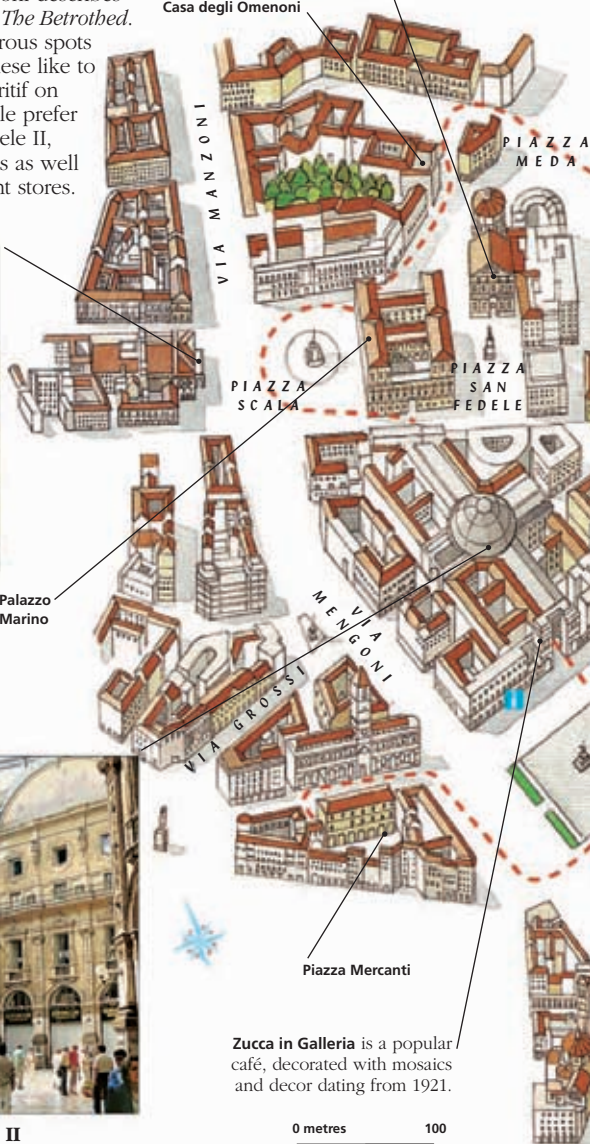 The Betrothed.
rous spots
ese like to
ritif on
le prefer
ele II,
s as well
nt stores.
Casa degli Omenoni
VIA MANZONI
PIAZZA
MEDA
PIAZZA
SCALA
PIAZZA
SAN
FEDELE
Palazzo
Marino
VIA
MENGONI
VIA GROSSI
Piazza Mercanti
Zucca in Galleria is a popular
café, decorated with mosaics
and decor dating from 1921.
0 metres 100
II